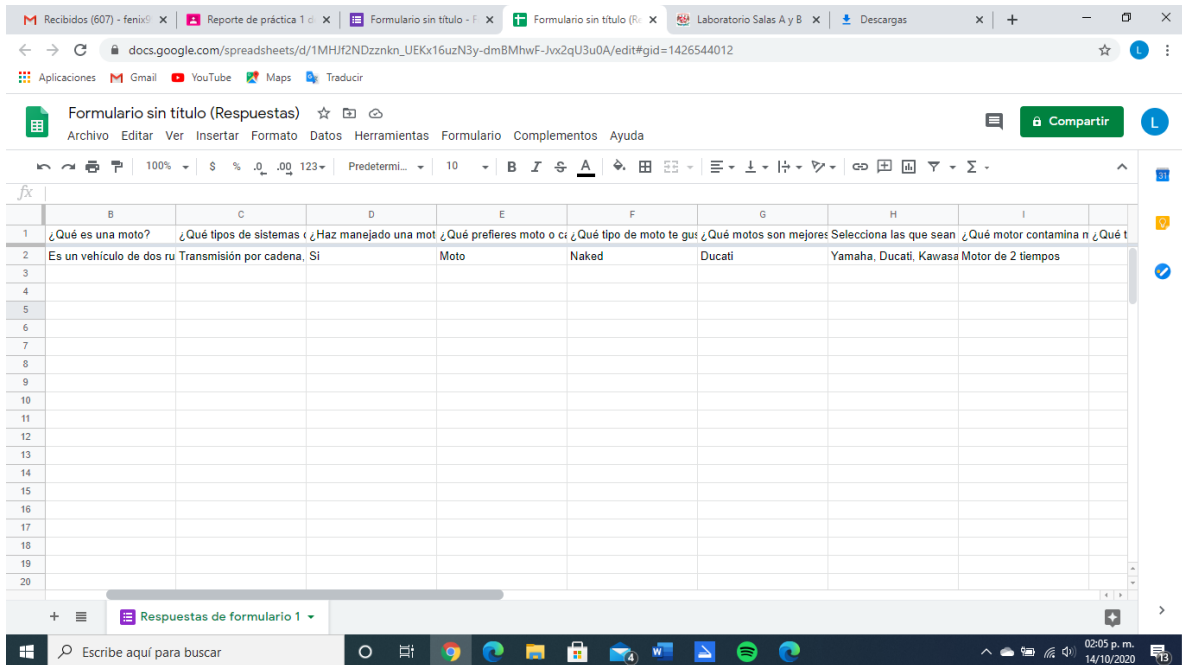 Recibidos (607) - fenix9
Reporte de práctica 1 d
Formulario sin título - F
Formulario sin título (Re
Laboratorio Salas A y B
Descargas
docs.google.com/spreadsheets/d/1MHJf2NDzznkn_UEKx16uzN3y-dmBMhwF-Jvx2qU3u0A/edit#gid=1426544012
L
Aplicaciones Gmail YouTube Maps Traducir
Formulario sin título (Respuestas)
Archivo Editar Ver Insertar Formato Datos Herramientas Formulario Complementos Ayuda
Compartir
L
100% $ % .0 .00 123 Predetermi... 10 B I S A Σ
31
fx
B C D E F G H I
1 ¿Qué es una moto? ¿Qué tipos de sistemas ¿Haz manejado una mot ¿Qué prefieres moto o ca ¿Qué tipo de moto te gus ¿Qué motos son mejores Selecciona las que sean ¿Qué motor contamina m ¿Qué t
2 Es un vehículo de dos ru Transmisión por cadena, Si Moto Naked Ducati Yamaha, Ducati, Kawasa Motor de 2 tiempos
3
4
5
6
7
8
9
10
11
12
13
14
15
16
17
18
19
20
Respuestas de formulario 1
Escribe aquí para buscar
4
W
02:05 p. m.
14/10/2020
13